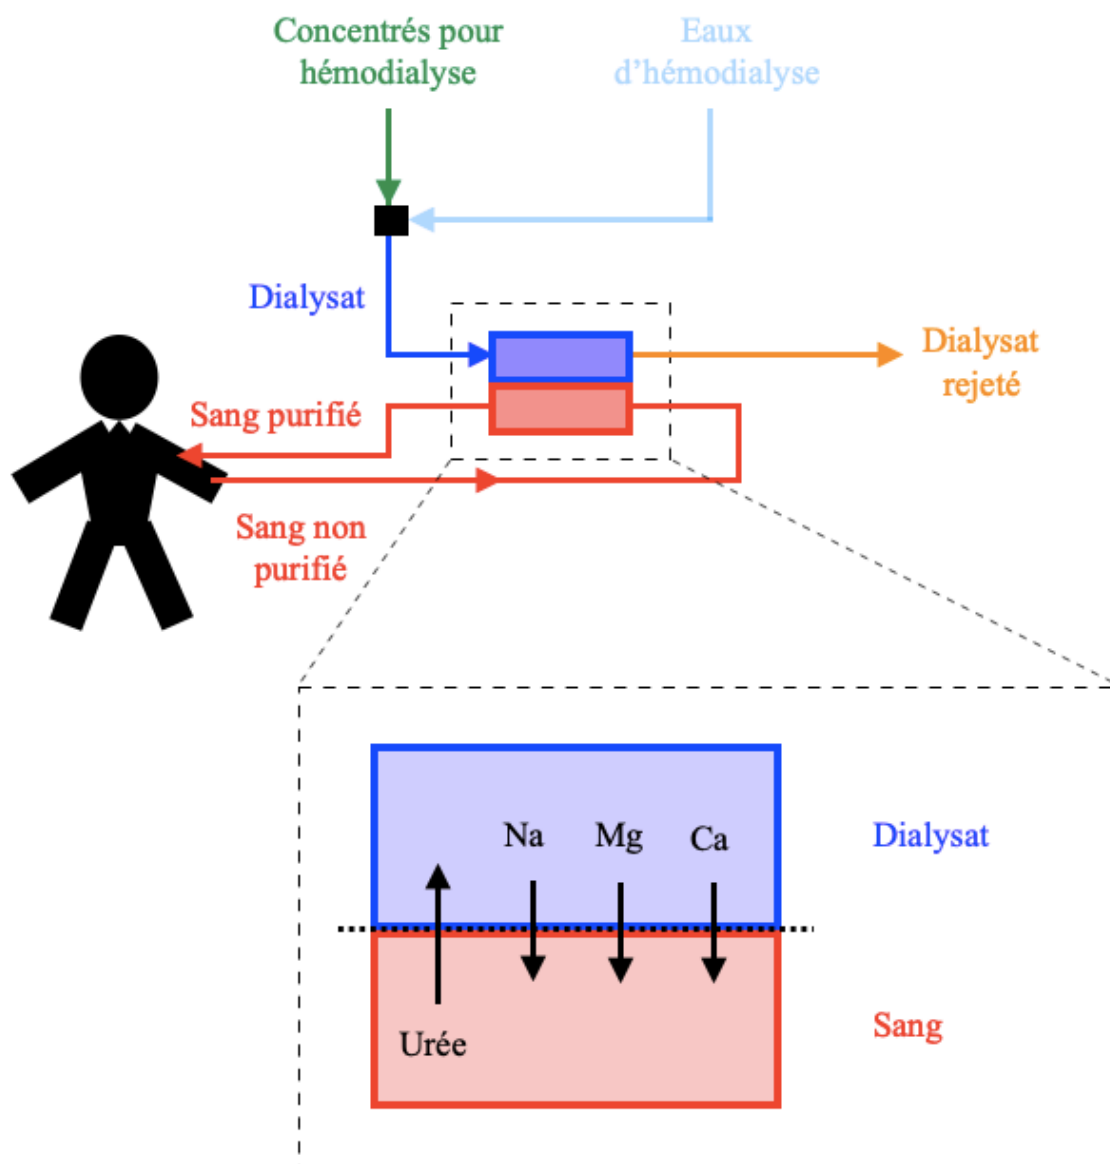 Concentrés pour
hémodialyse
Eaux
d’hémodialyse
Dialysat
Dialysat
rejeté
Sang purifié
Sang non
purifié
Na
Mg
Ca
Dialysat
Urée
Sang